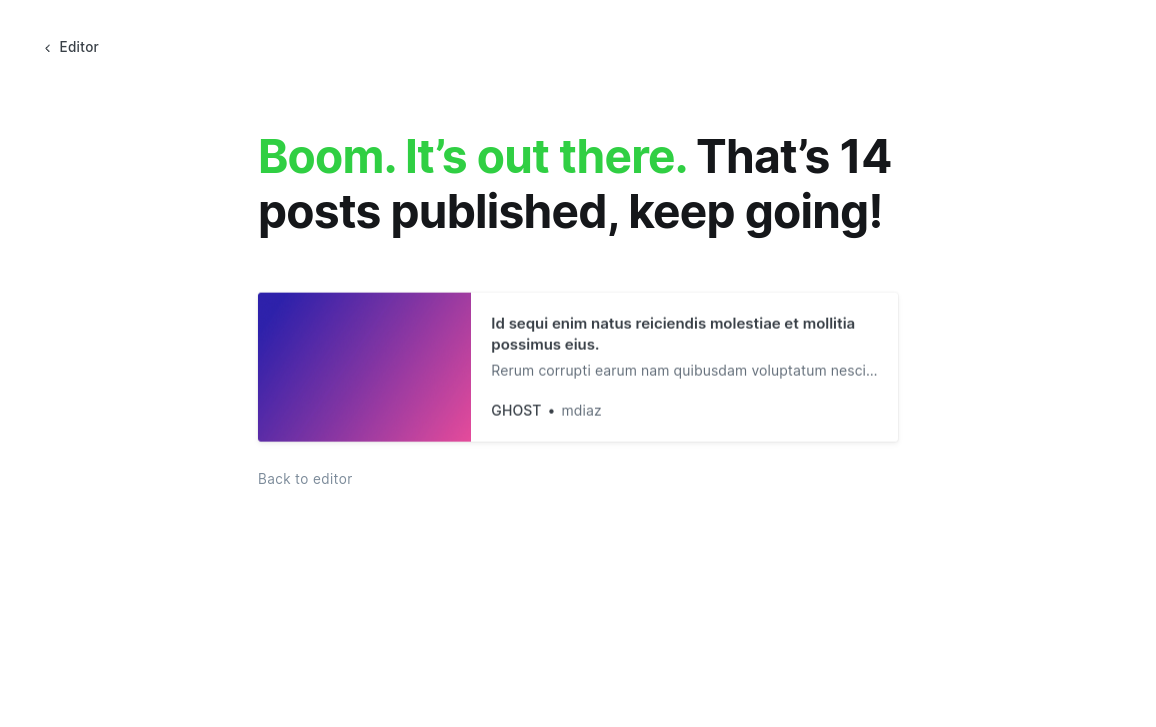 Editor
Boom. It’s out there. That’s 14
posts published, keep going!
Id sequi enim natus reiciendis molestiae et mollitia
possimus eius.
Rerum corrupti earum nam quibusdam voluptatum nesci…
GHOST • mdiaz
Back to editor